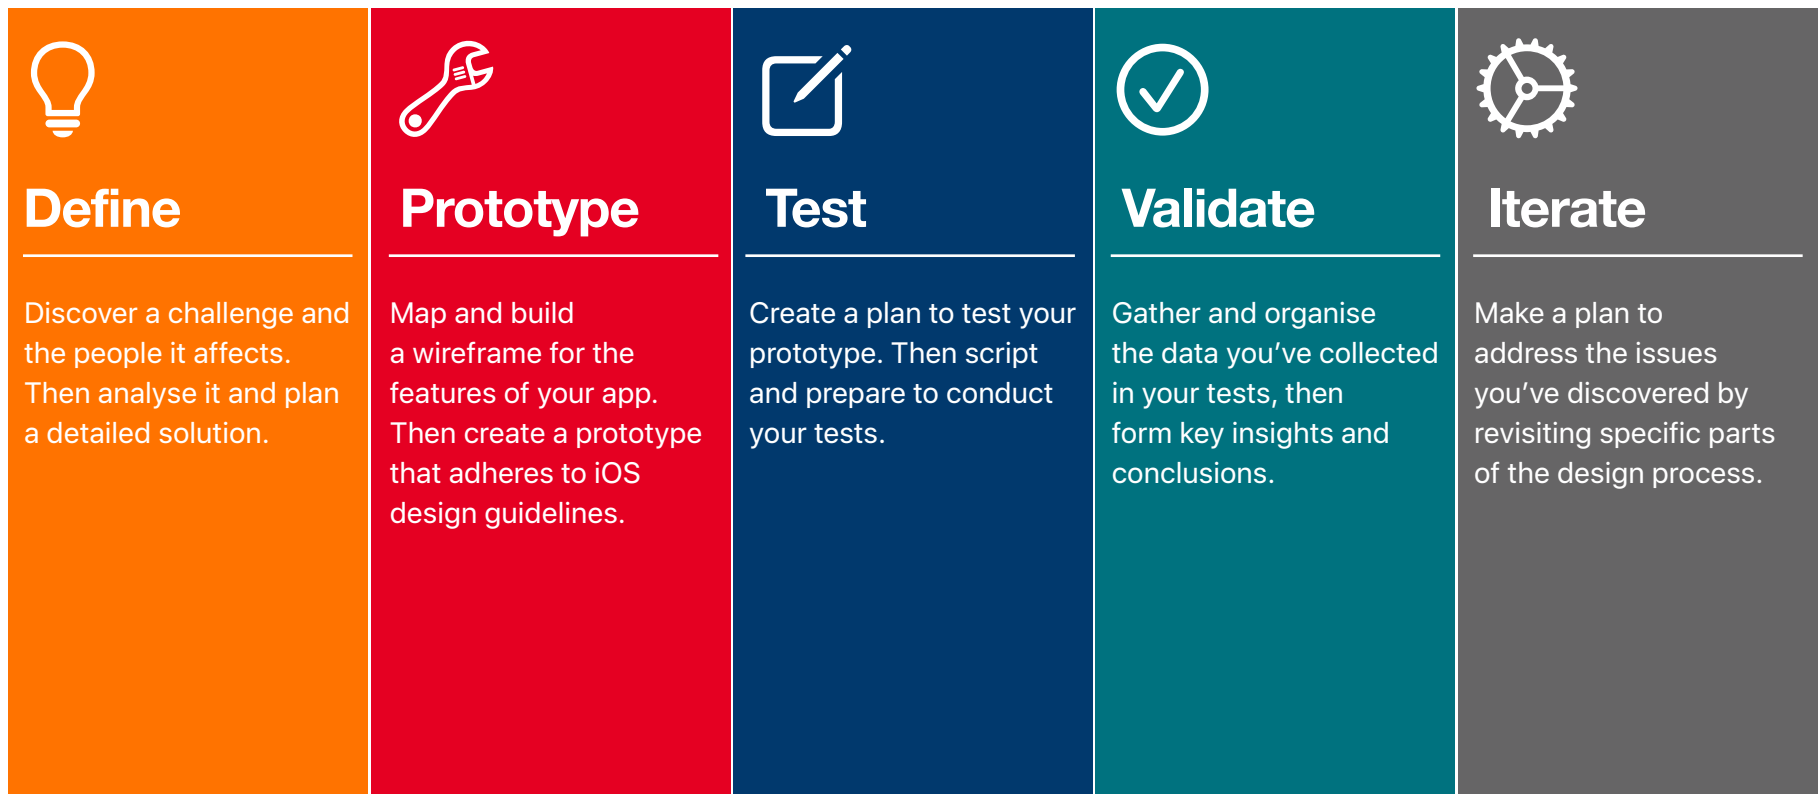 Define
Discover a challenge and
the people it affects.
Then analyse it and plan
a detailed solution.
Prototype
Map and build
a wireframe for the
features of your app.
Then create a prototype
that adheres to iOS
design guidelines.
Test
Create a plan to test your
prototype. Then script
and prepare to conduct
your tests.
Validate
Gather and organise
the data you’ve collected
in your tests, then
form key insights and
conclusions.
Iterate
Make a plan to
address the issues
you’ve discovered by
revisiting specific parts
of the design process.